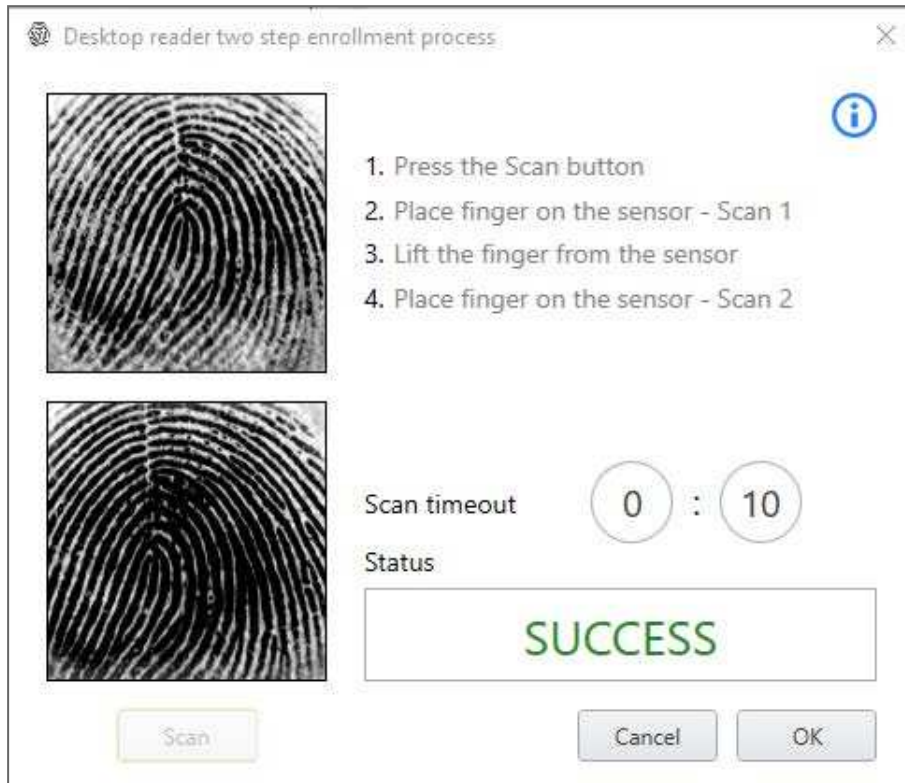 Desktop reader two step enrollment process
1. Press the Scan button
2. Place finger on the sensor - Scan 1
3. Lift the finger from the sensor
4. Place finger on the sensor - Scan 2
Scan timeout 0 : 10
Status
SUCCESS
Scan Cancel OK